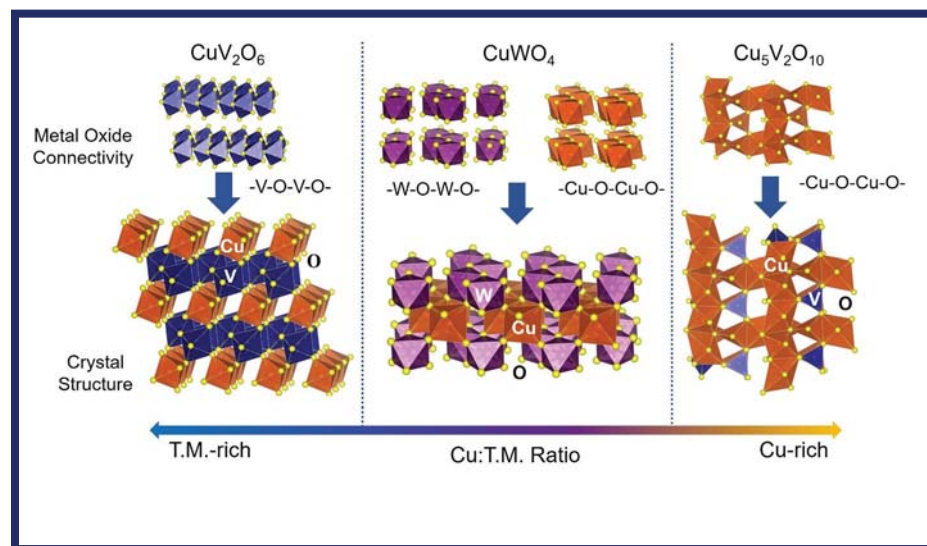 CuV₂O₆
CuWO₄
Cu₅V₂O₁₀
Metal Oxide
Connectivity
-V-O-V-O-
-W-O-W-O-
-Cu-O-Cu-O-
-Cu-O-Cu-O-
Cu
V
O
W
Cu
O
Cu
V
O
Crystal
Structure
T.M.-rich
Cu:T.M. Ratio
Cu-rich